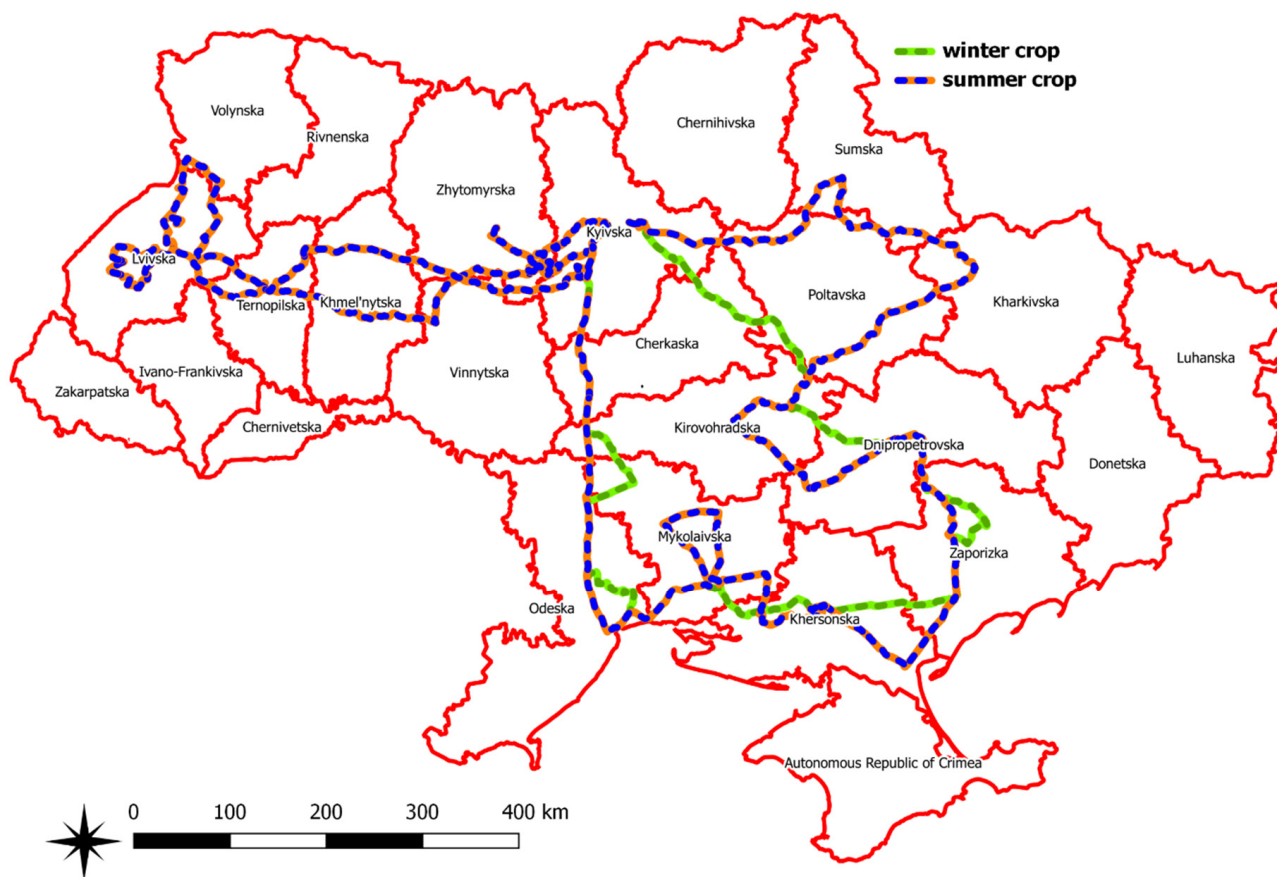 winter crop
summer crop
Volynska
Rivnenska
Chernihivska
Sumska
Zhytomyrska
Kyivska
Lvivska
Ternopilska
Khmel'nytska
Poltavska
Kharkivska
Cherkaska
Luhanska
Ivano-Frankivska
Vinnytska
Zakarpatska
Chernivetska
Kirovohradska
Dnipropetrovska
Donetska
Mykolaivska
Zaporizka
Odeska
Khersonska
Autonomous Republic of Crimea
0 100 200 300 400 km